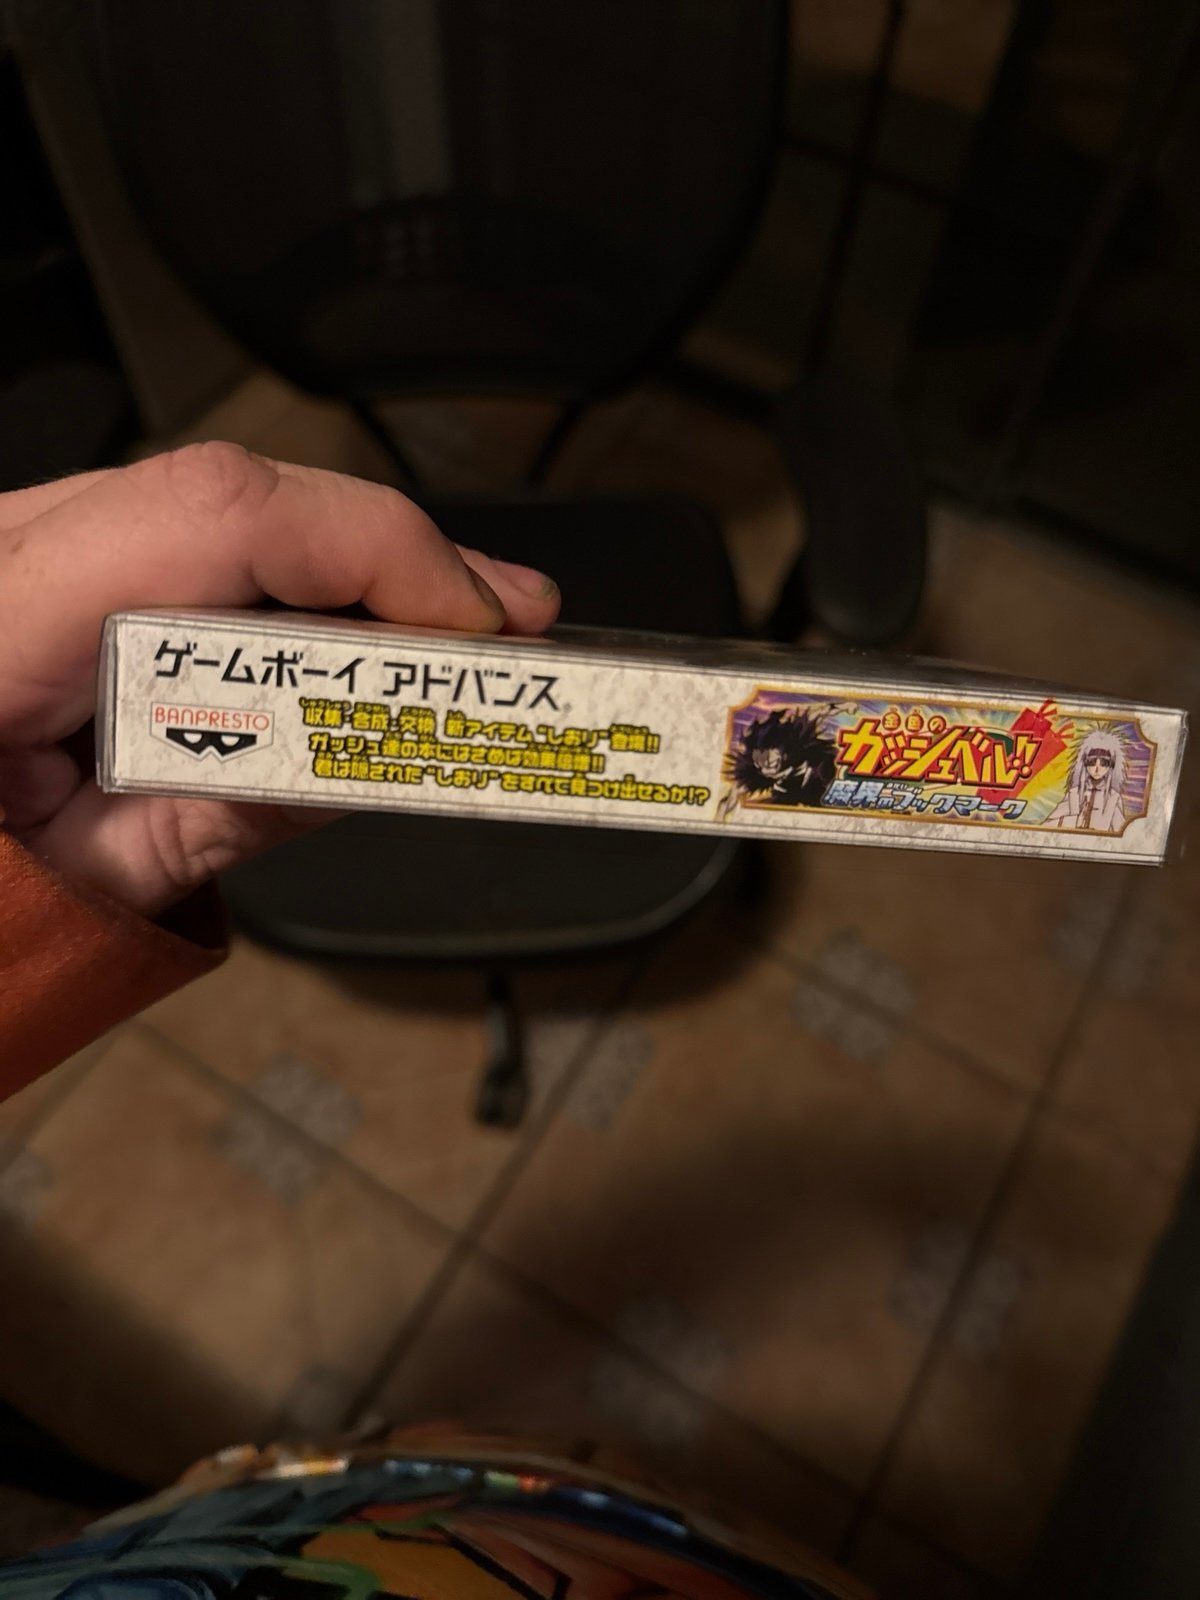 ゲームボーイ アドバンス
BANPRESTO
収集・合成・交換 新アイテム“しおり”登場!!
ガッシュ達の本にはさめば効果倍増!!
君は隠された“しおり”をすべて見つけ出せるか!?
金色の
ガッシュベル!!
魔界のブックマーク